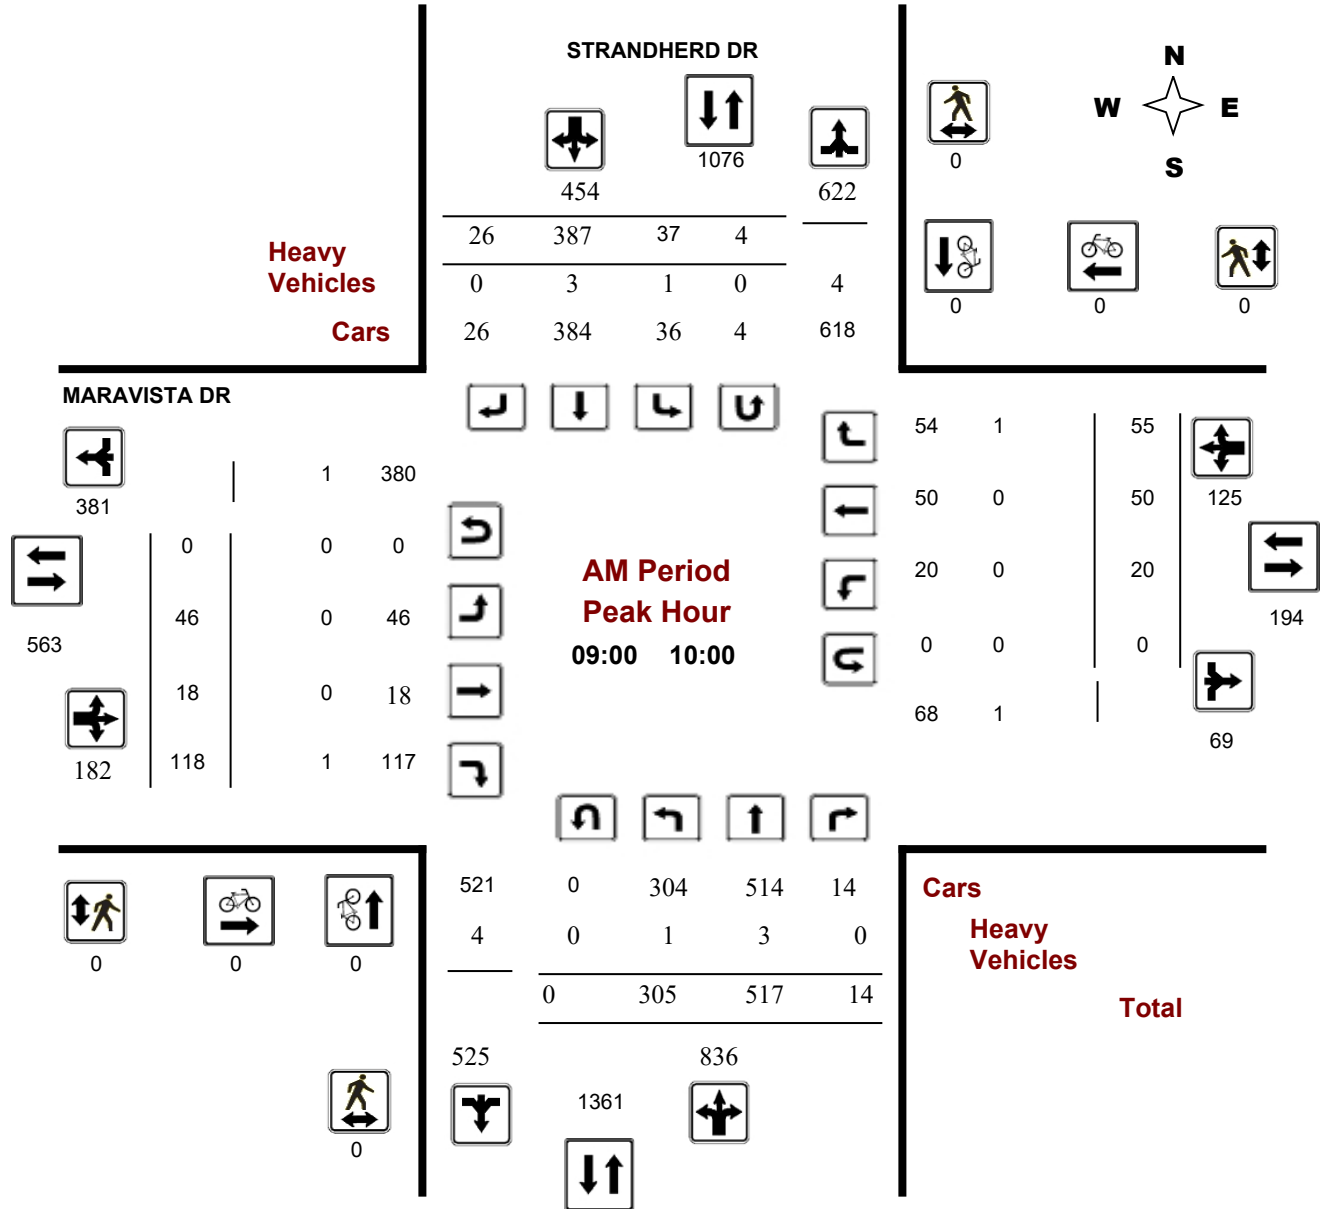 STRANDHERD DR
N
W E
S
1076
0
454 622
26 387 37 4
Heavy
Vehicles
0 3 1 0 4
0 0 0
Cars
26 384 36 4 618
MARAVISTA DR
54 1 55
1 380
381
50 0 50 125
0 0 0
AM Period
20 0 20
46 0 46
Peak Hour
194
563
09:00 10:00
0 0 0
18 0 18
68 1
69
182
118 1 117
521 0 304 514 14
Cars
4 0 1 3 0
Heavy
Vehicles
0 0 0
0 305 517 14
Total
525 836
1361
0